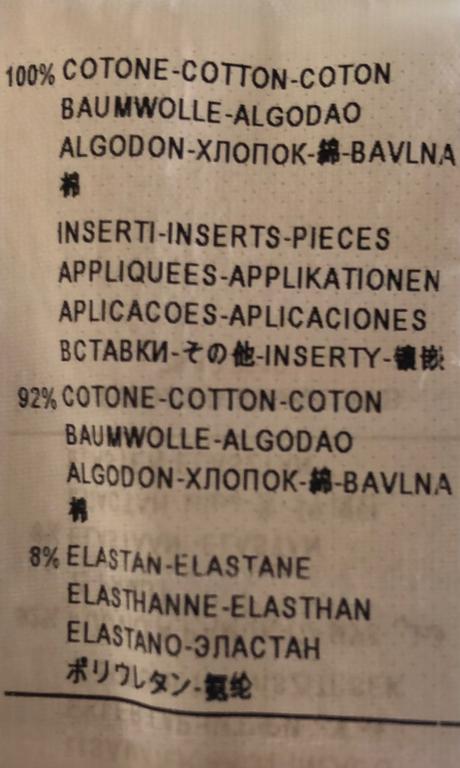 100% COTONE-COTTON-COTON
BAUMWOLLE-ALGODAO
ALGODON-ХЛОПОК-綿-BAVLNA
棉
INSERTI-INSERTS-PIECES
APPLIQUEES-APPLIKATIONEN
APLICACOES-APLICACIONES
ВСТАВКИ-その他-INSERTY-镶嵌
92% COTONE-COTTON-COTON
BAUMWOLLE-ALGODAO
ALGODON-ХЛОПОК-綿-BAVLNA
棉
8% ELASTAN-ELASTANE
ELASTHANNE-ELASTHAN
ELASTANO-ЭЛАСТАН
ポリウレタン-氨纶